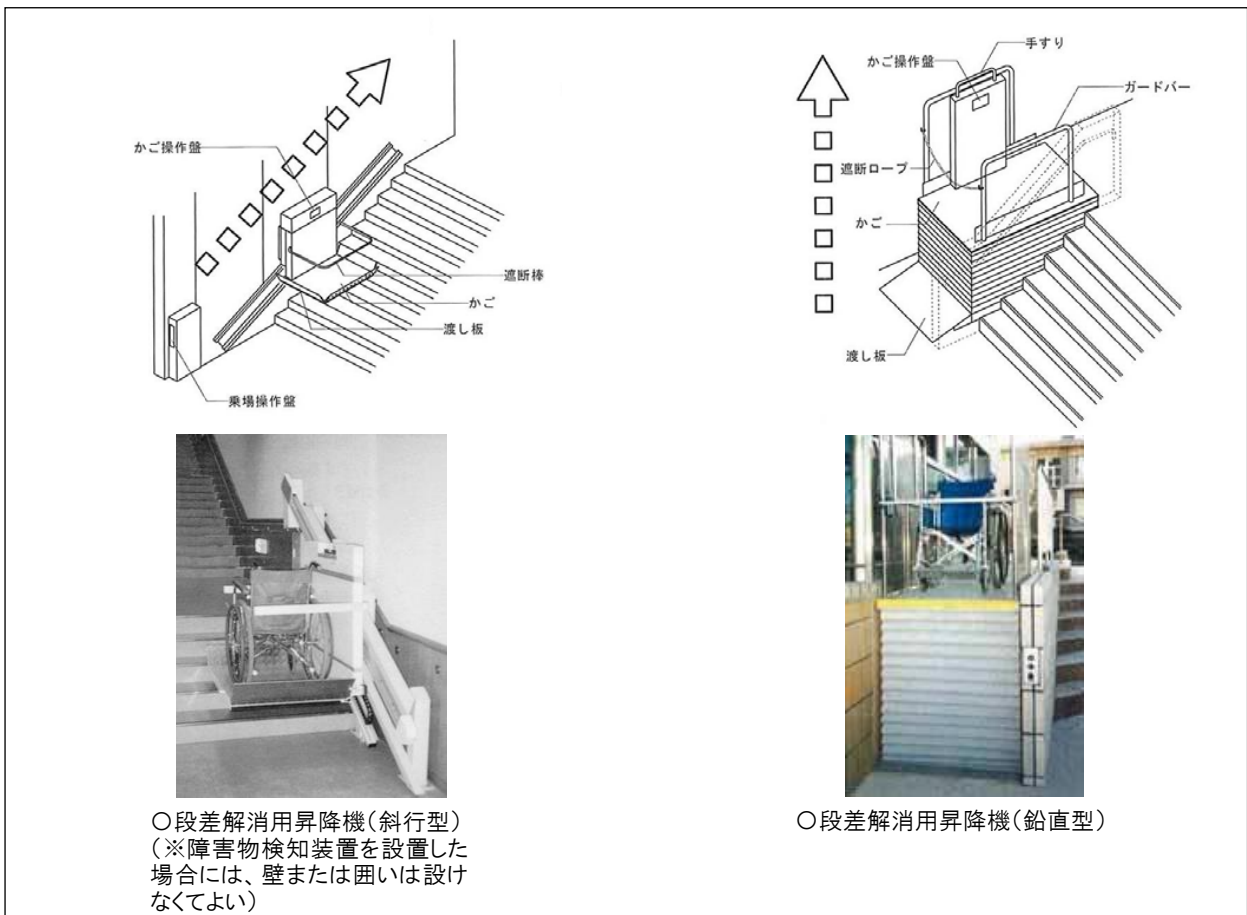 かご操作盤
遮断棒
かご
渡し板
乗場操作盤
手すり
かご操作盤
ガードバー
遮断ロープ
かご
渡し板
○段差解消用昇降機(斜行型)
(※障害物検知装置を設置した
場合には、壁または囲いは設け
なくてよい)
○段差解消用昇降機(鉛直型)